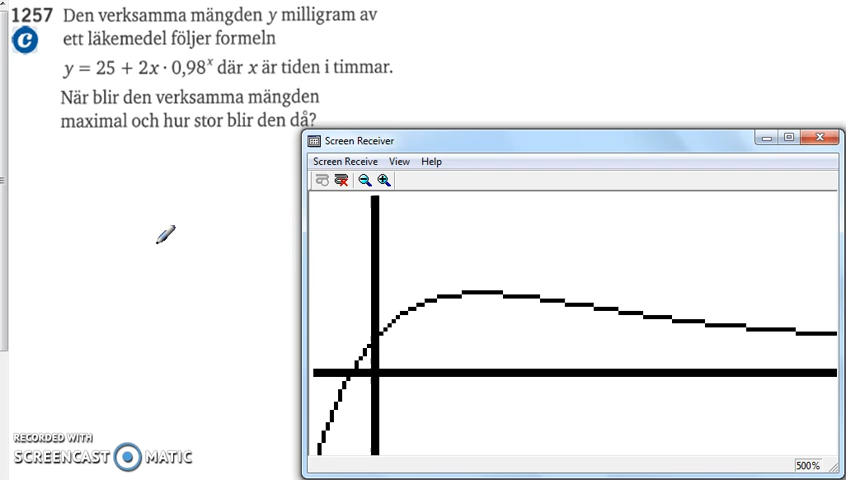 1257 Den verksamma mängden y milligram av
C ett läkemedel följer formeln
y = 25 + 2x · 0,98ˣ där x är tiden i timmar.
När blir den verksamma mängden
maximal och hur stor blir den då?
Screen Receiver
Screen Receive View Help
500%
RECORDED WITH
SCREENCAST MATIC